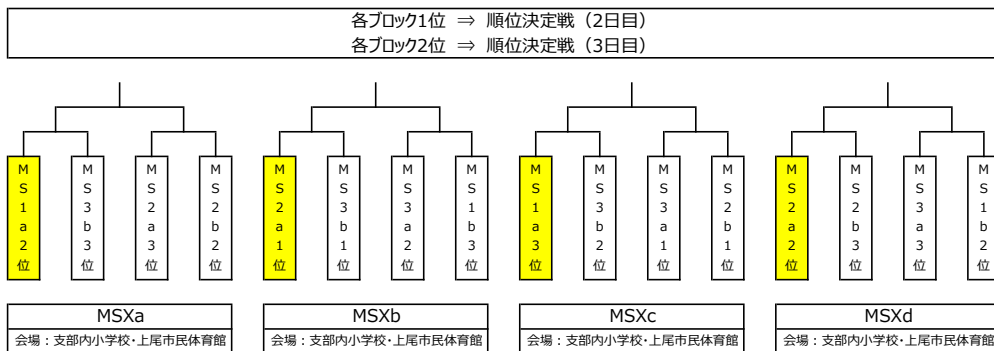 各ブロック1位 ⇒ 順位決定戦（2日目）
各ブロック2位 ⇒ 順位決定戦（3日目）
MS1a2位
MS3b3位
MS2a3位
MS2b2位
MS2a1位
MS3b1位
MS3a2位
MS1b3位
MS1a3位
MS3b2位
MS3a1位
MS2b1位
MS2a2位
MS2b3位
MS3a3位
MS1b2位
MSXa
会場：支部内小学校・上尾市民体育館
MSXb
会場：支部内小学校・上尾市民体育館
MSXc
会場：支部内小学校・上尾市民体育館
MSXd
会場：支部内小学校・上尾市民体育館